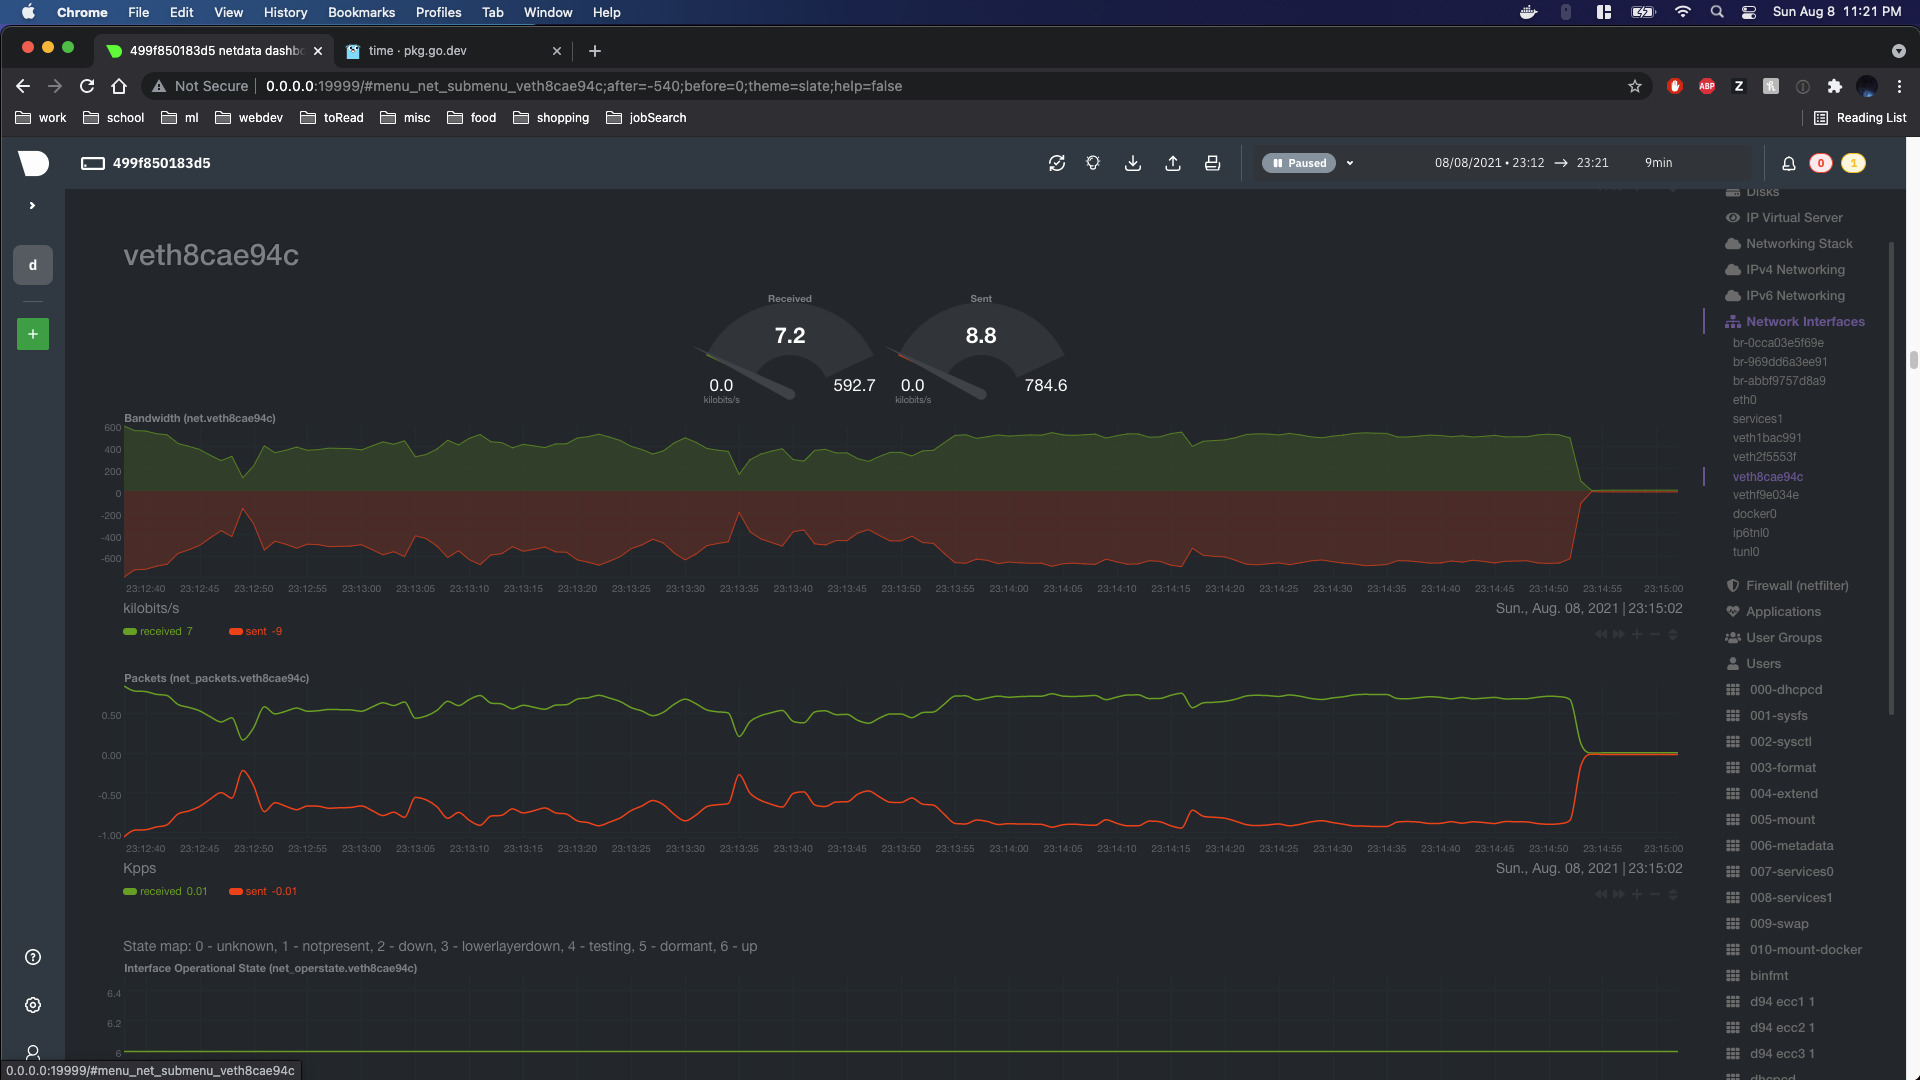 Chrome File Edit View History Bookmarks Profiles Tab Window Help Sun Aug 8 11:21 PM
499f850183d5 netdata dashbo time · pkg.go.dev
Not Secure 0.0.0.0:19999/#menu_net_submenu_veth8cae94c;after=-540;before=0;theme=slate;help=false ABP Z
work school ml webdev toRead misc food shopping jobSearch Reading List
499f850183d5 Paused 08/08/2021 • 23:12 → 23:21 9min 0 1
d
+
veth8cae94c
Received Sent
7.2 8.8
0.0 592.7 0.0 784.6
kilobits/s kilobits/s
Bandwidth (net.veth8cae94c)
600
400
200
0
-200
-400
-600
23:12:40 23:12:45 23:12:50 23:12:55 23:13:00 23:13:05 23:13:10 23:13:15 23:13:20 23:13:25 23:13:30 23:13:35 23:13:40 23:13:45 23:13:50 23:13:55 23:14:00 23:14:05 23:14:10 23:14:15 23:14:20 23:14:25 23:14:30 23:14:35 23:14:40 23:14:45 23:14:50 23:14:55 23:15:00
kilobits/s Sun., Aug. 08, 2021 | 23:15:02
received 7 sent -9
Packets (net_packets.veth8cae94c)
0.50
0.00
-0.50
-1.00
23:12:40 23:12:45 23:12:50 23:12:55 23:13:00 23:13:05 23:13:10 23:13:15 23:13:20 23:13:25 23:13:30 23:13:35 23:13:40 23:13:45 23:13:50 23:13:55 23:14:00 23:14:05 23:14:10 23:14:15 23:14:20 23:14:25 23:14:30 23:14:35 23:14:40 23:14:45 23:14:50 23:14:55 23:15:00
Kpps Sun., Aug. 08, 2021 | 23:15:02
received 0.01 sent -0.01
State map: 0 - unknown, 1 - notpresent, 2 - down, 3 - lowerlayerdown, 4 - testing, 5 - dormant, 6 - up
Interface Operational State (net_operstate.veth8cae94c)
6.4
6.2
6
Disks
IP Virtual Server
Networking Stack
IPv4 Networking
IPv6 Networking
Network Interfaces
br-0cca03e5f69e
br-969dd6a3ee91
br-abbf9757d8a9
eth0
services1
veth1bac991
veth2f5553f
veth8cae94c
vethf9e034e
docker0
ip6tnl0
tunl0
Firewall (netfilter)
Applications
User Groups
Users
000-dhcpcd
001-sysfs
002-sysctl
003-format
004-extend
005-mount
006-metadata
007-services0
008-services1
009-swap
010-mount-docker
binfmt
d94 ecc1 1
d94 ecc2 1
d94 ecc3 1
dhcpcd
0.0.0.0:19999/#menu_net_submenu_veth8cae94c